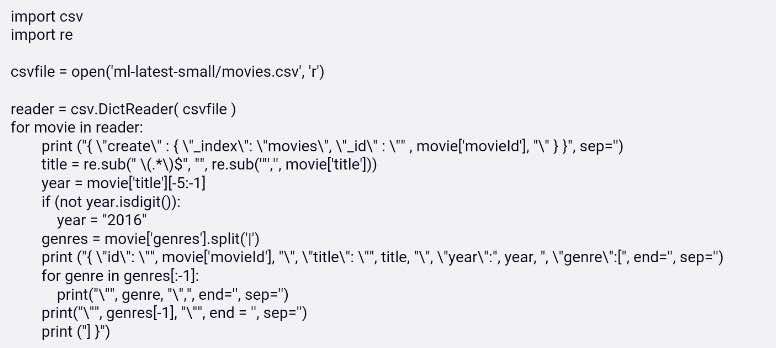 import csv
import re
csvfile = open('ml-latest-small/movies.csv', 'r')
reader = csv.DictReader( csvfile )
for movie in reader:
print ("{ \"create\" : { \"_index\": \"movies\", \"_id\" : \"" , movie['movieId'], "\" } }", sep='')
title = re.sub(" \(.*\)$", "", re.sub('"','', movie['title']))
year = movie['title'][-5:-1]
if (not year.isdigit()):
year = "2016"
genres = movie['genres'].split('|')
print ("{ \"id\": \"", movie['movieId'], "\", \"title\": \"", title, "\", \"year\":", year, ", \"genre\":[", end='', sep='')
for genre in genres[:-1]:
print("\"", genre, "\",", end='', sep='')
print("\"", genres[-1], "\"", end = '', sep='')
print ("] }")